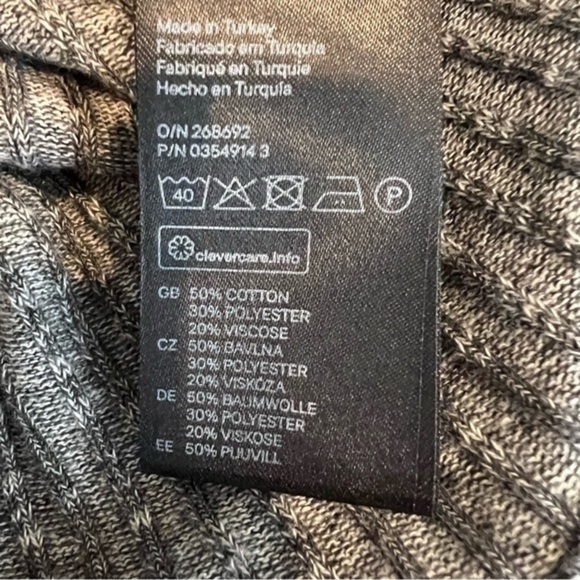 Made in Turkey
Fabricado em Turquia
Fabriqué en Turquie
Hecho en Turquía
O/N 268692
P/N 0354914 3
40
P
clevercare.info
GB 50% COTTON
30% POLYESTER
20% VISCOSE
CZ 50% BAVLNA
30% POLYESTER
20% VISKÓZA
DE 50% BAUMWOLLE
30% POLYESTER
20% VISKOSE
EE 50% PUUVILL